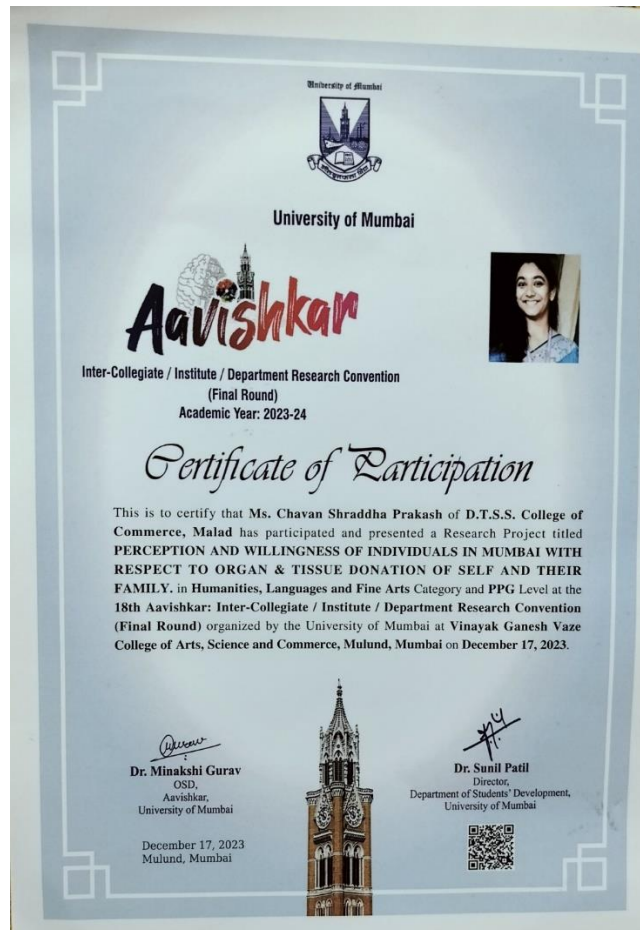 University of Mumbai
University of Mumbai
Aavishkar
Inter-Collegiate / Institute / Department Research Convention
(Final Round)
Academic Year: 2023-24
Certificate of Participation
This is to certify that Ms. Chavan Shraddha Prakash of D.T.S.S. College of
Commerce, Malad has participated and presented a Research Project titled
PERCEPTION AND WILLINGNESS OF INDIVIDUALS IN MUMBAI WITH
RESPECT TO ORGAN & TISSUE DONATION OF SELF AND THEIR
FAMILY. in Humanities, Languages and Fine Arts Category and PPG Level at the
18th Aavishkar: Inter-Collegiate / Institute / Department Research Convention
(Final Round) organized by the University of Mumbai at Vinayak Ganesh Vaze
College of Arts, Science and Commerce, Mulund, Mumbai on December 17, 2023.
Dr. Minakshi Gurav
OSD,
Aavishkar,
University of Mumbai
December 17, 2023
Mulund, Mumbai
Dr. Sunil Patil
Director,
Department of Students' Development,
University of Mumbai